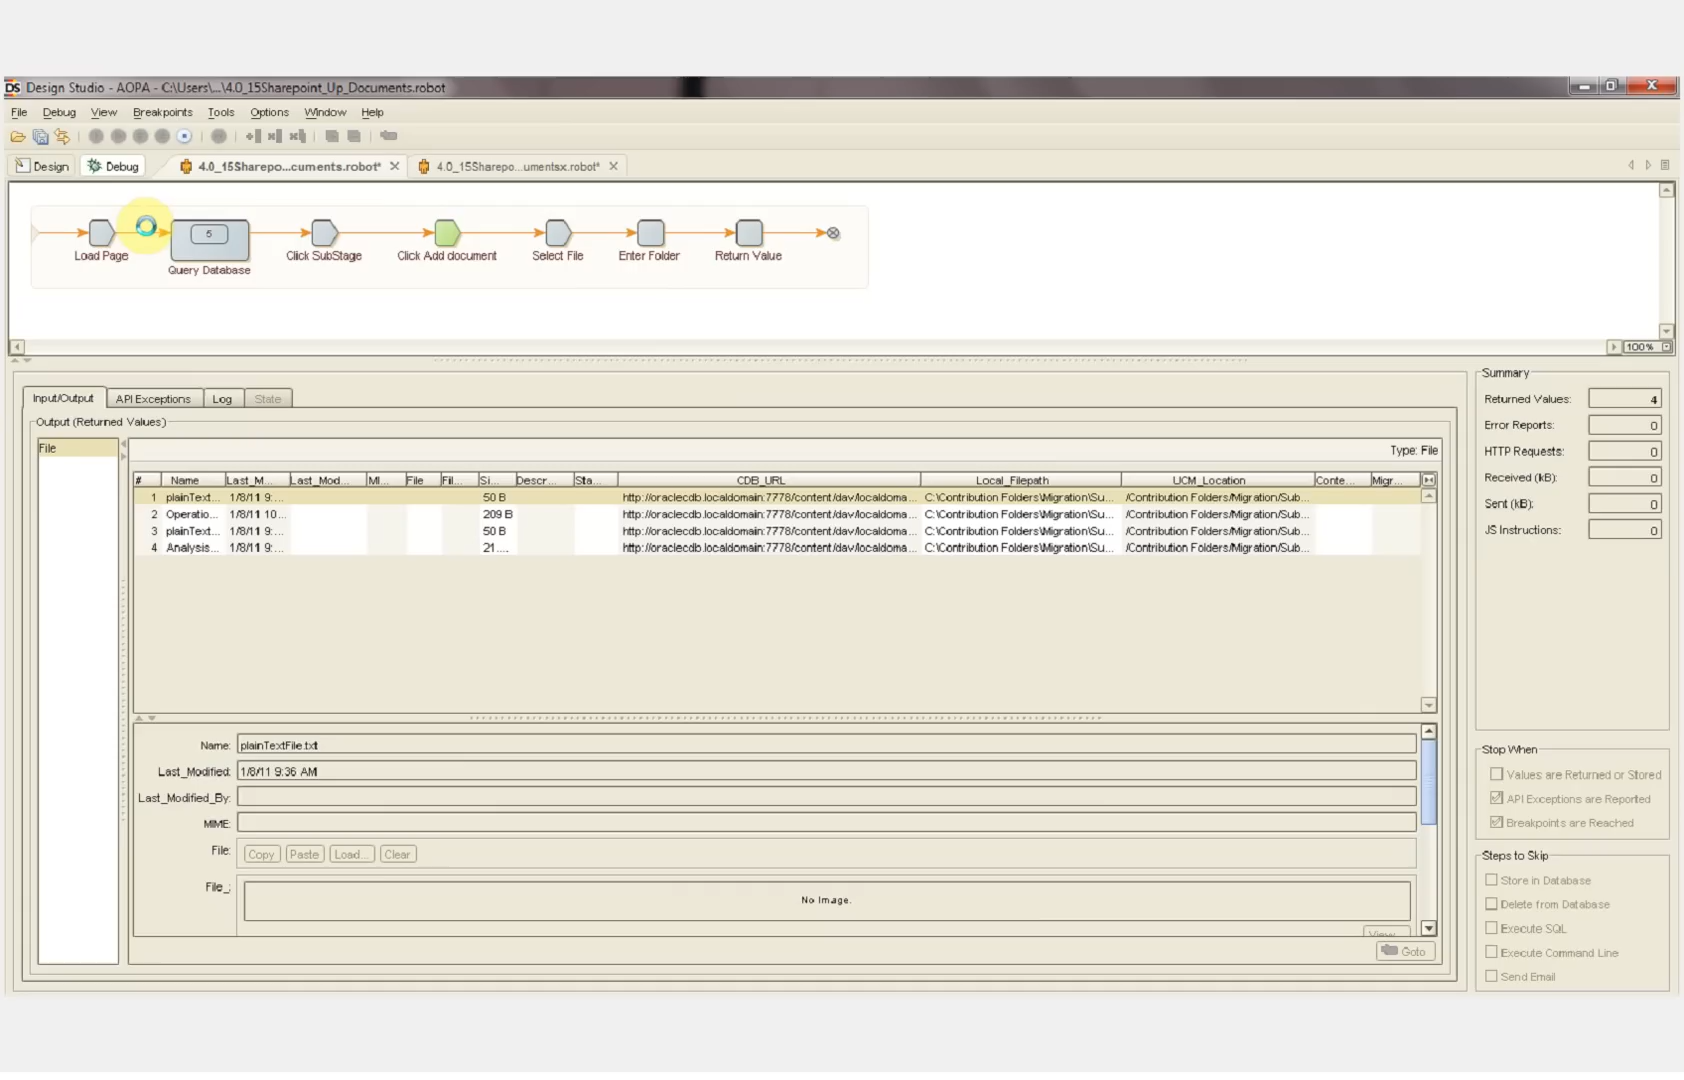 DS Design Studio - AOPA - C:\Users\...\4.0_15Sharepoint_Up_Documents.robot
File Debug View Breakpoints Tools Options Window Help
Design Debug 4.0_15Sharepo...cuments.robot* 4.0_15Sharepo...umentsx.robot*
5
Load Page Query Database Click SubStage Click Add document Select File Enter Folder Return Value
100%
Input/Output API Exceptions Log State
Output (Returned Values)
File
Type: File
# Name Last_M... Last_Mod... MI... File Fil... Si... Descr... Sta... CDB_URL Local_Filepath UCM_Location Conte... Migr...
1 plainText... 1/8/11 9:... 50 B http://oraclecdb.localdomain:7778/content/dav/localdoma... C:\Contribution Folders\Migration\Su... /Contribution Folders/Migration/Sub...
2 Operatio... 1/8/11 10... 209 B http://oraclecdb.localdomain:7778/content/dav/localdoma... C:\Contribution Folders\Migration\Su... /Contribution Folders/Migration/Sub...
3 plainText... 1/8/11 9:... 50 B http://oraclecdb.localdomain:7778/content/dav/localdoma... C:\Contribution Folders\Migration\Su... /Contribution Folders/Migration/Sub...
4 Analysis... 1/8/11 9:... 21.... http://oraclecdb.localdomain:7778/content/dav/localdoma... C:\Contribution Folders\Migration\Su... /Contribution Folders/Migration/Sub...
Name: plainTextFile.txt
Last_Modified: 1/8/11 9:36 AM
Last_Modified_By:
MIME:
File: Copy Paste Load... Clear
File_: No Image.
View...
Goto
Summary
Returned Values: 4
Error Reports: 0
HTTP Requests: 0
Received (kB): 0
Sent (kB): 0
JS Instructions: 0
Stop When
Values are Returned or Stored
API Exceptions are Reported
Breakpoints are Reached
Steps to Skip
Store in Database
Delete from Database
Execute SQL
Execute Command Line
Send Email